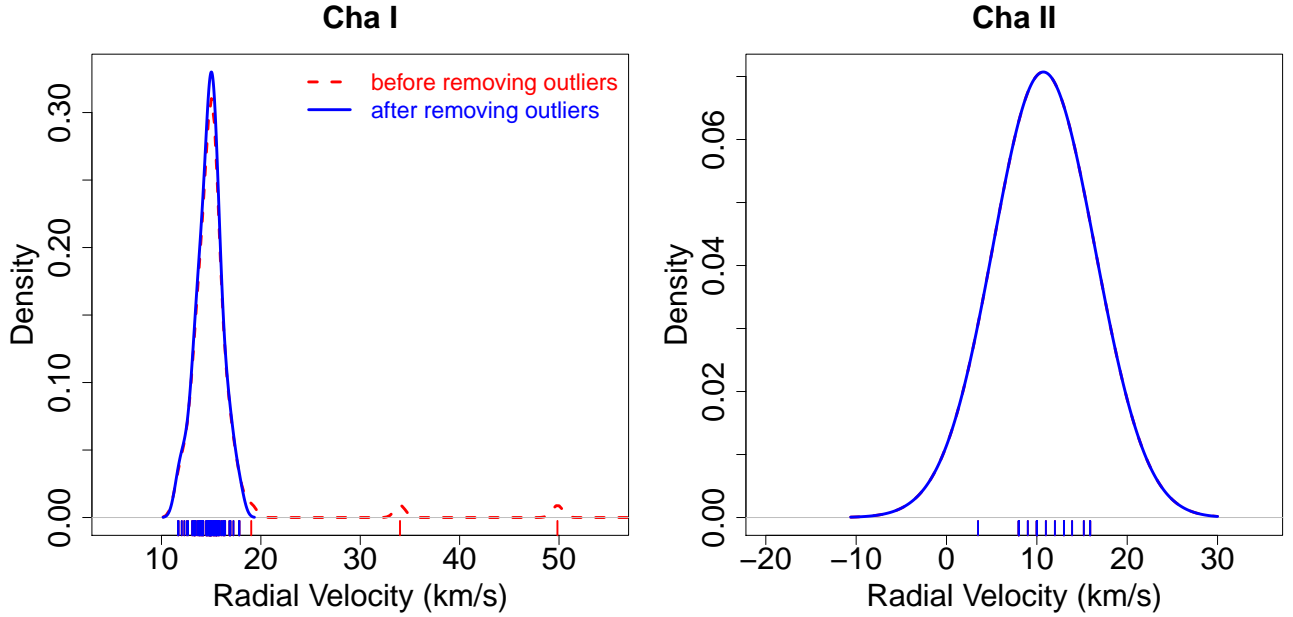 Cha I
before removing outliers
after removing outliers
Density
0.00
0.10
0.20
0.30
10
20
30
40
50
Radial Velocity (km/s)
Cha II
Density
0.00
0.02
0.04
0.06
−20
−10
0
10
20
30
Radial Velocity (km/s)